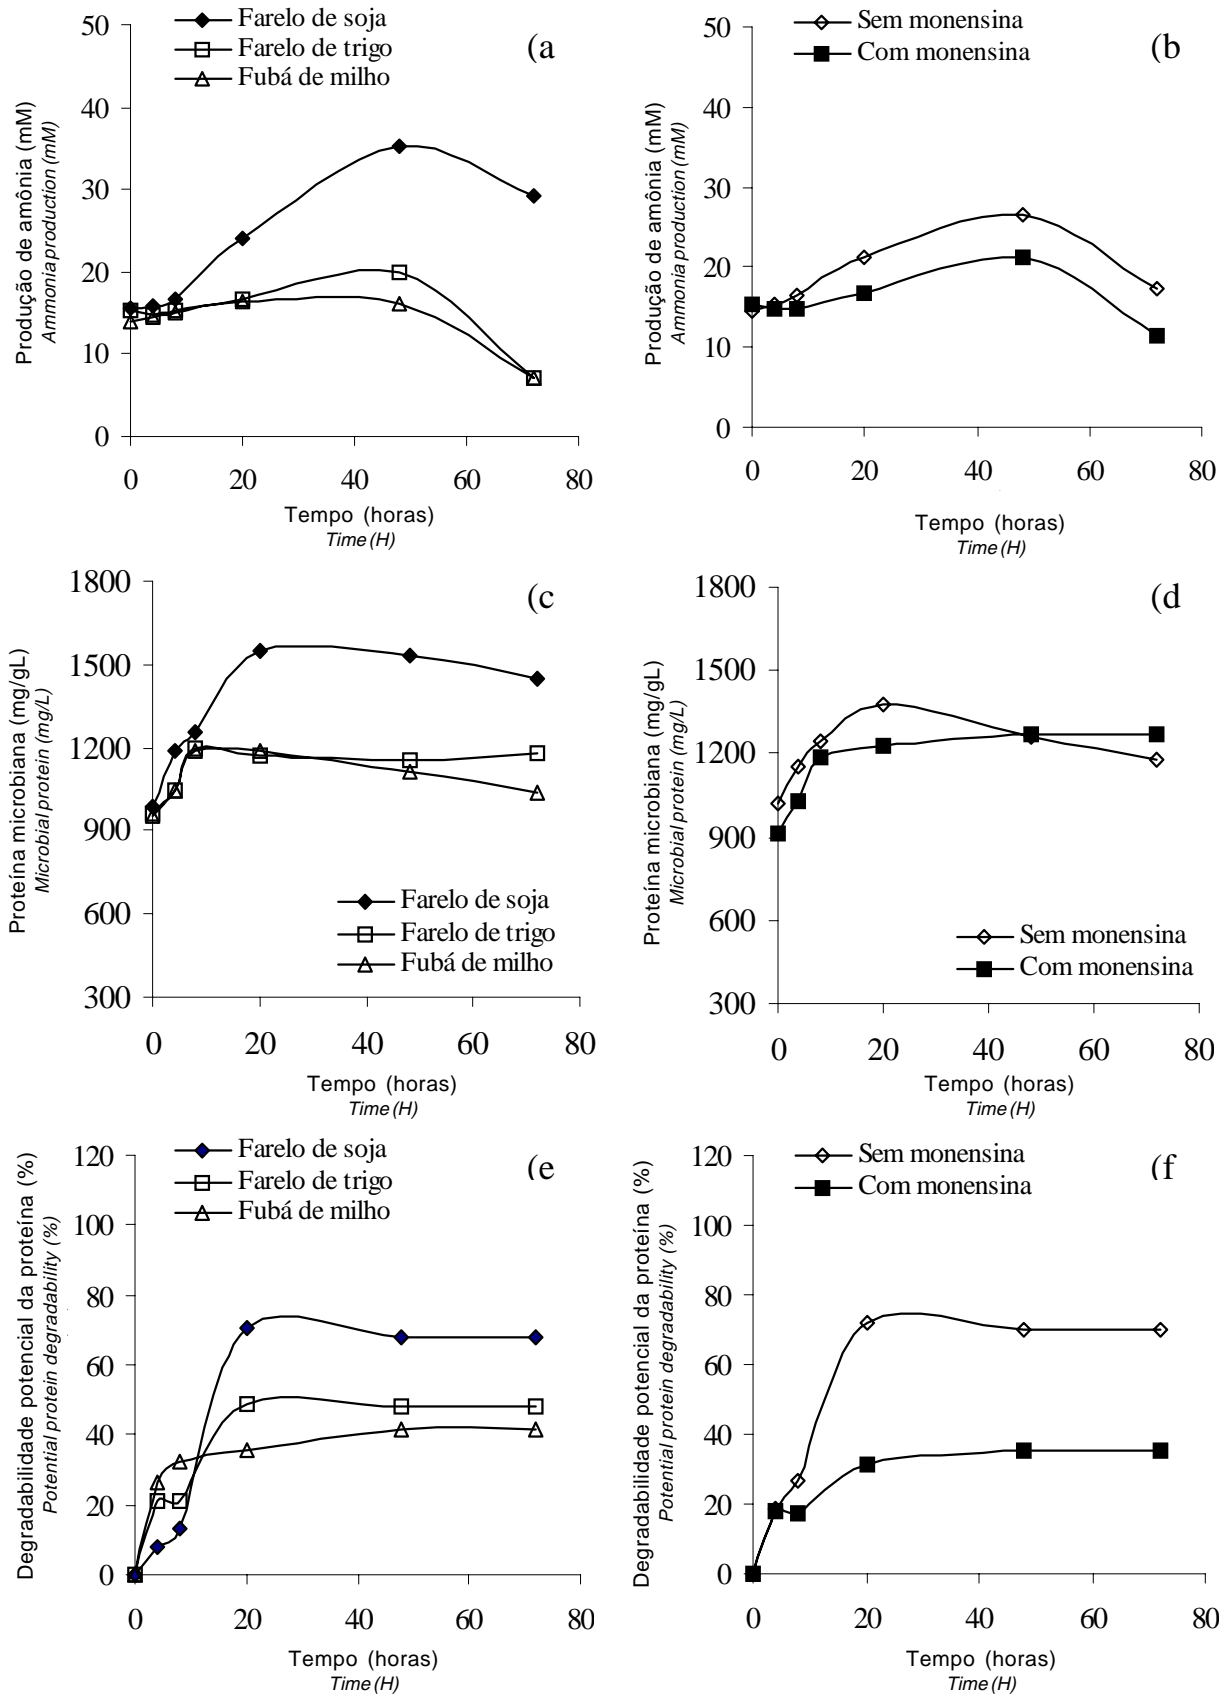 Farelo de soja
Farelo de trigo
Fubá de milho
(a
50
40
30
20
10
0
0 20 40 60 80
Produção de amônia (mM)
Ammonia production (mM)
Tempo (horas)
Time (H)
Sem monensina
Com monensina
(b
50
40
30
20
10
0
0 20 40 60 80
Produção de amônia (mM)
Ammonia production (mM)
Tempo (horas)
Time (H)
(c
1800
1500
1200
900
600
300
0 20 40 60 80
Proteína microbiana (mg/gL)
Microbial protein (mg/L)
Farelo de soja
Farelo de trigo
Fubá de milho
Tempo (horas)
Time (H)
(d
1800
1500
1200
900
600
300
0 20 40 60 80
Proteína microbiana (mg/gL)
Microbial protein (mg/L)
Sem monensina
Com monensina
Tempo (horas)
Time (H)
Farelo de soja
Farelo de trigo
Fubá de milho
(e
120
100
80
60
40
20
0
0 20 40 60 80
Degradabilidade potencial da proteína (%)
Potential protein degradability (%)
Tempo (horas)
Time (H)
Sem monensina
Com monensina
(f
120
100
80
60
40
20
0
0 20 40 60 80
Degradabilidade potencial da proteína (%)
Potential protein degradability (%)
Tempo (horas)
Time (H)